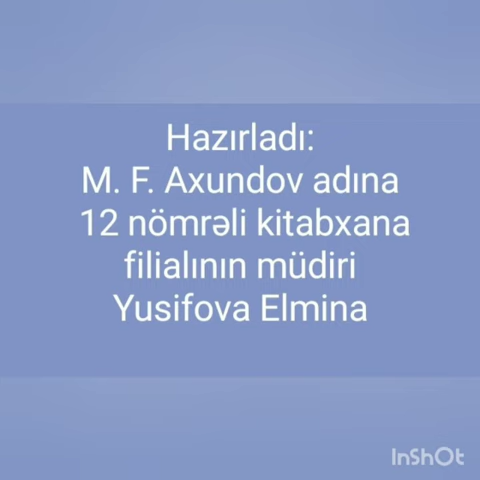 Hazırladı:
M. F. Axundov adına
12 nömrəli kitabxana
filialının müdiri
Yusifova Elmina
InShOt